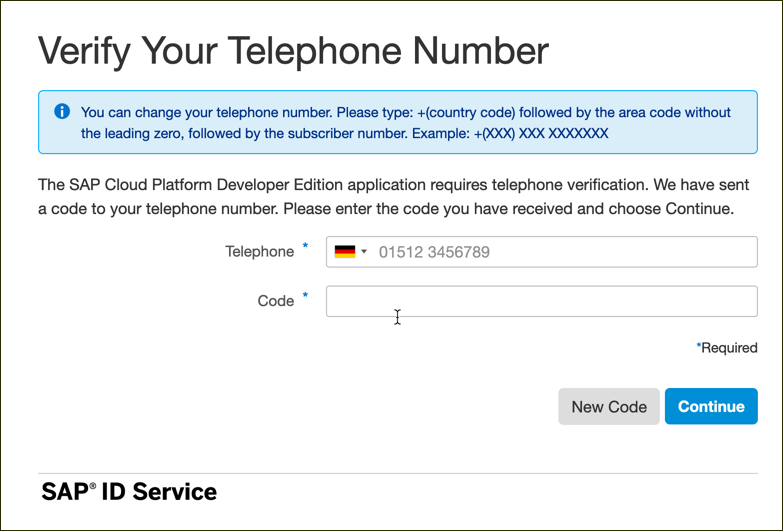 Verify Your Telephone Number
You can change your telephone number. Please type: +(country code) followed by the area code without
the leading zero, followed by the subscriber number. Example: +(XXX) XXX XXXXXXX
The SAP Cloud Platform Developer Edition application requires telephone verification. We have sent
a code to your telephone number. Please enter the code you have received and choose Continue.
Telephone * 01512 3456789
Code *
*Required
New Code Continue
SAP® ID Service